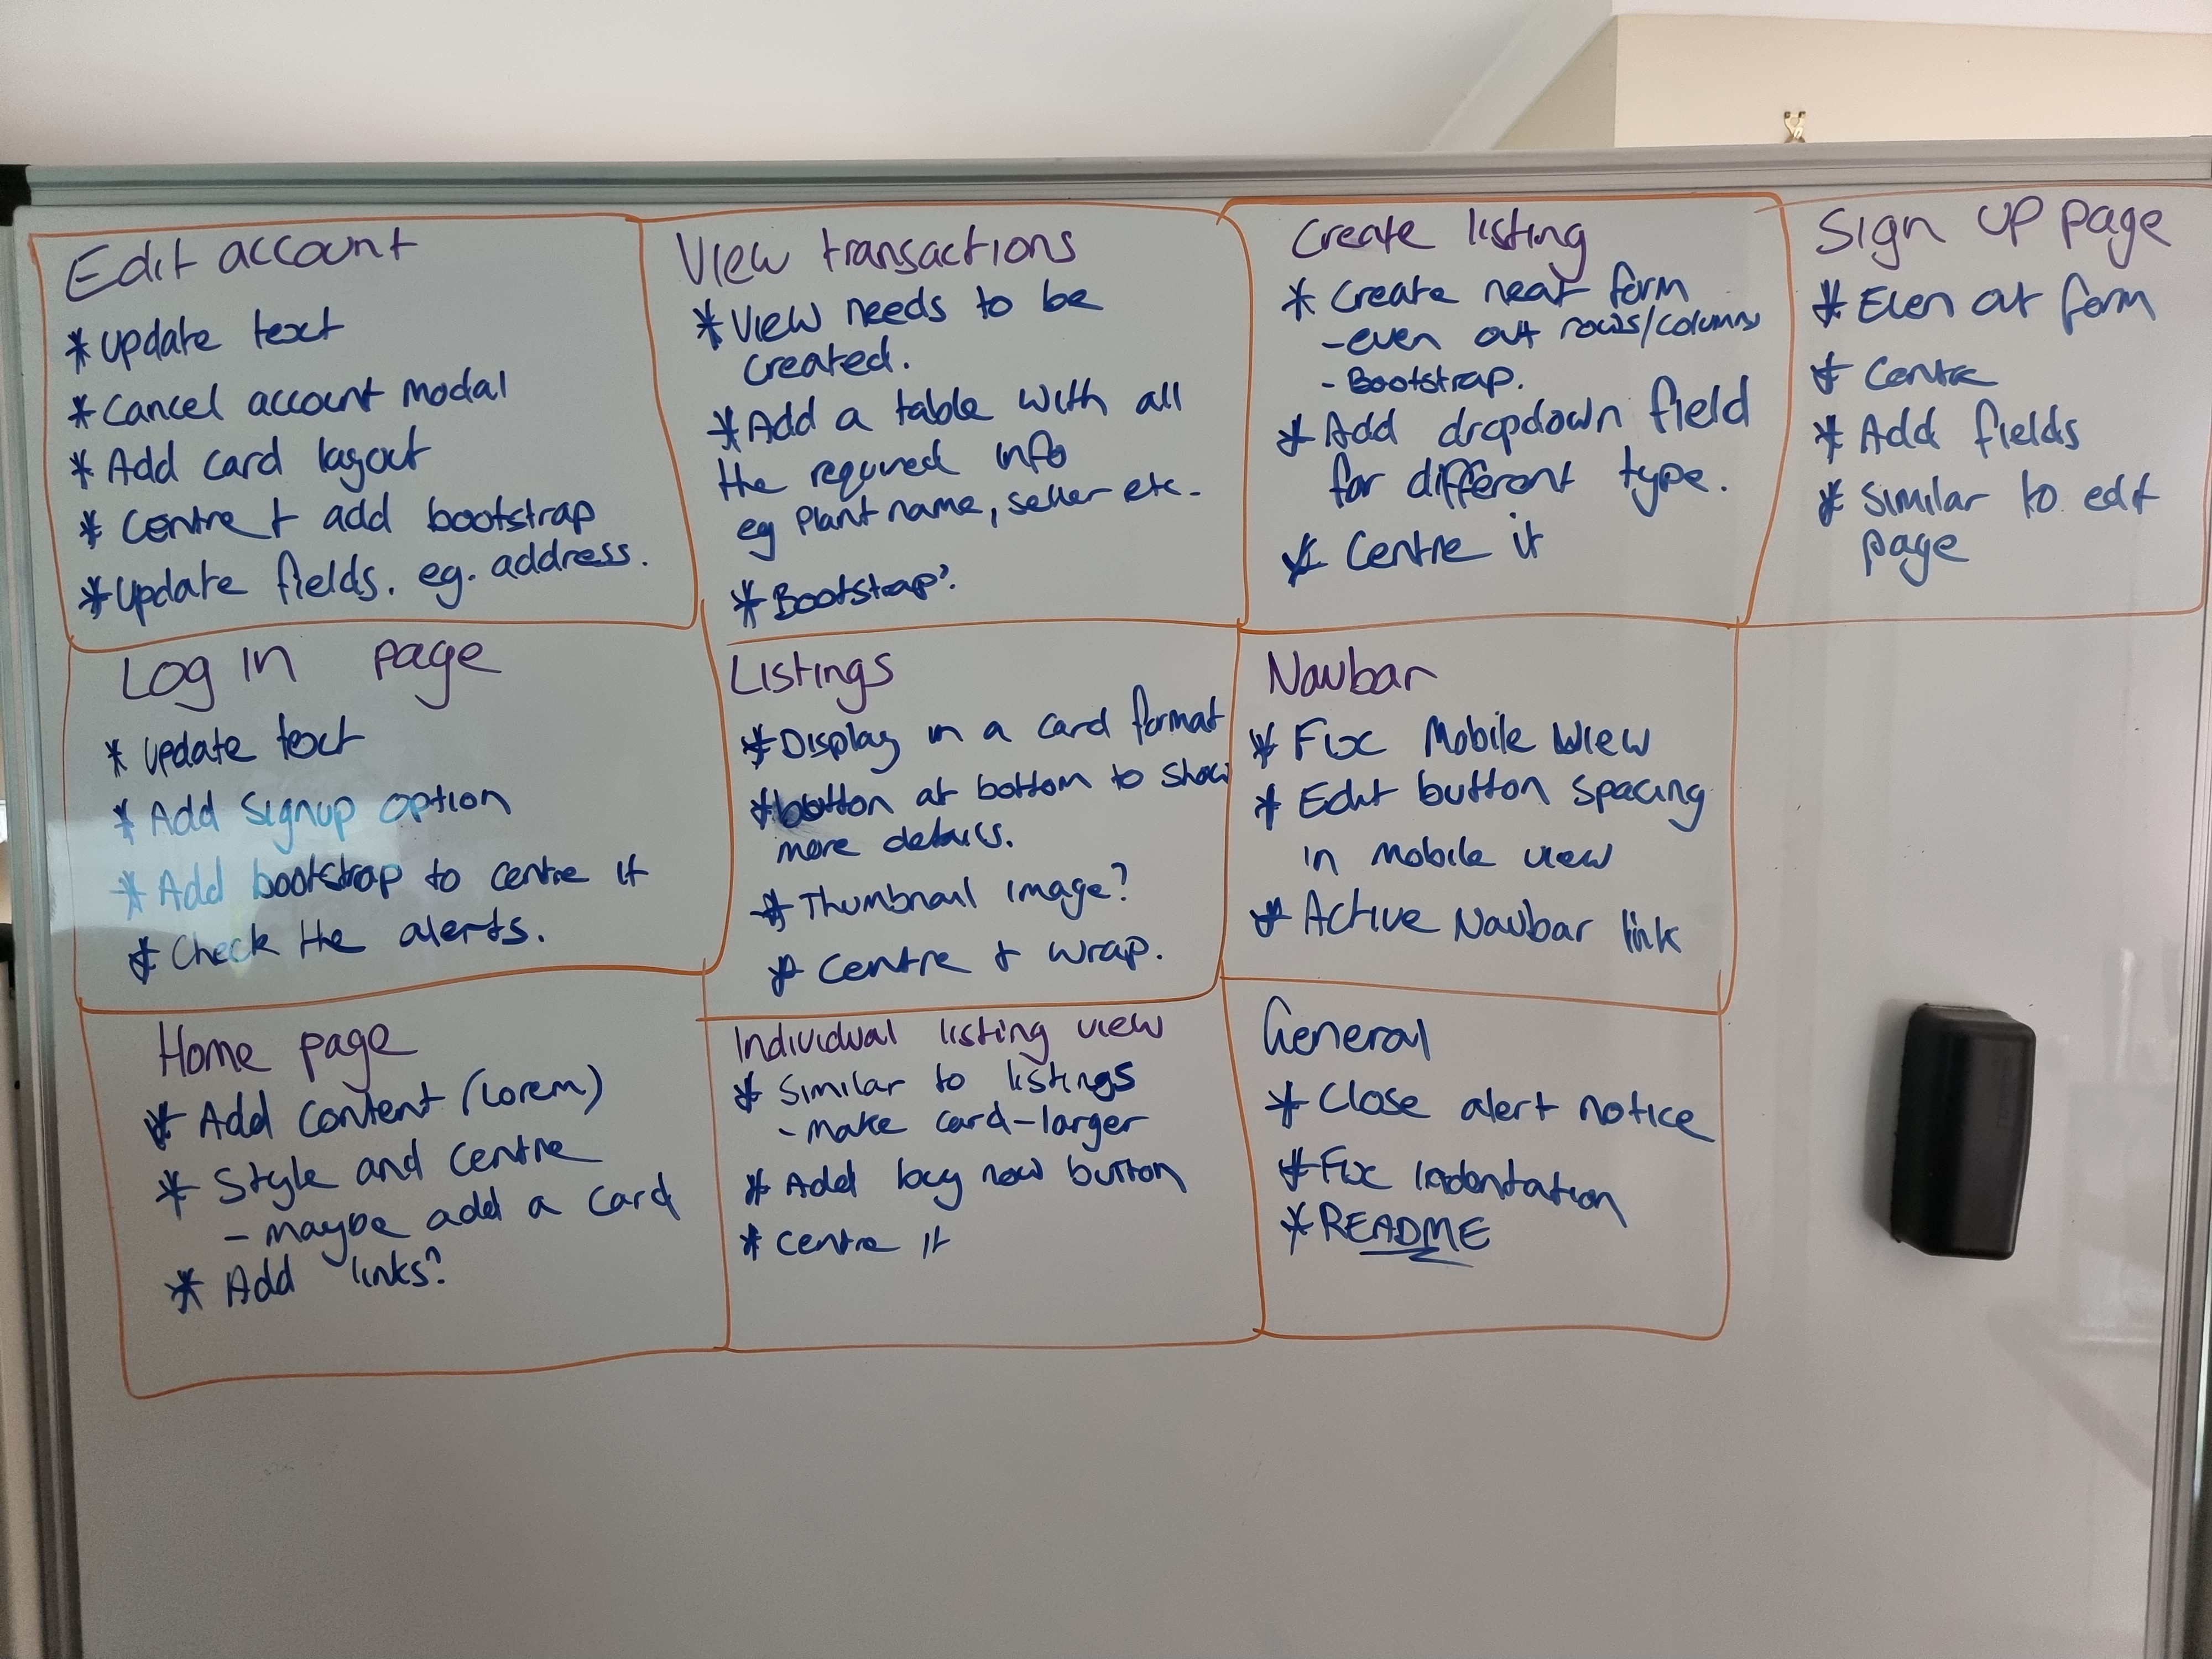 Edit account
* update text
* Cancel account modal
* Add card layout
* Centre + add bootstrap
* Update fields. eg. address.
View transactions
* View needs to be
created.
* Add a table with all
the required info
eg Plant name, seller etc.
* Bootstrap?
Create listing
* Create neat form
- even out rows/columns
- Bootstrap.
* Add dropdown field
for different type.
* Centre it
Sign up page
* Even out form
* Centre
* Add fields
* Similar to edit
page
Log in page
* update text
* Add signup option
* Add bootstrap to centre it
* Check the alerts.
Listings
* Display in a card format
* button at bottom to show
more details.
* Thumbnail image?
* Centre + wrap.
Navbar
* Fix Mobile View
* Edit button spacing
in mobile view
* Active Navbar link
Home page
* Add content (lorem)
* Style and centre
- maybe add a card
* Add links?
Individual listing view
* Similar to listings
- make card-larger
* Add buy now button
* Centre it
General
* Close alert notice
* Fix indentation
* README